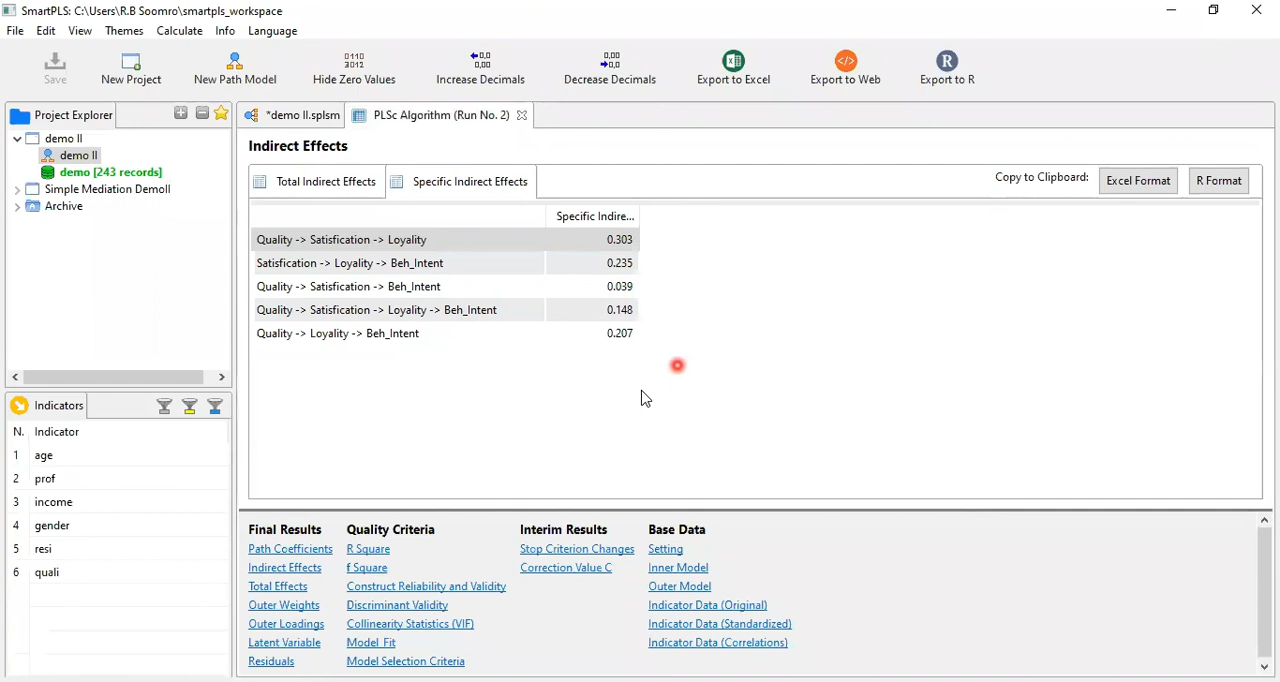 SmartPLS: C:\Users\R.B Soomro\smartpls_workspace
File Edit View Themes Calculate Info Language
Save New Project New Path Model Hide Zero Values Increase Decimals Decrease Decimals Export to Excel Export to Web Export to R
Project Explorer
demo II
demo II
demo [243 records]
Simple Mediation DemoII
Archive
Indicators
N. Indicator
1 age
2 prof
3 income
4 gender
5 resi
6 quali
*demo II.splsm PLSc Algorithm (Run No. 2)
Indirect Effects
Total Indirect Effects Specific Indirect Effects Copy to Clipboard: Excel Format R Format
Specific Indire...
Quality -> Satisfication -> Loyality 0.303
Satisfication -> Loyality -> Beh_Intent 0.235
Quality -> Satisfication -> Beh_Intent 0.039
Quality -> Satisfication -> Loyality -> Beh_Intent 0.148
Quality -> Loyality -> Beh_Intent 0.207
Final Results
Path Coefficients
Indirect Effects
Total Effects
Outer Weights
Outer Loadings
Latent Variable
Residuals
Quality Criteria
R Square
f Square
Construct Reliability and Validity
Discriminant Validity
Collinearity Statistics (VIF)
Model_Fit
Model Selection Criteria
Interim Results
Stop Criterion Changes
Correction Value C
Base Data
Setting
Inner Model
Outer Model
Indicator Data (Original)
Indicator Data (Standardized)
Indicator Data (Correlations)